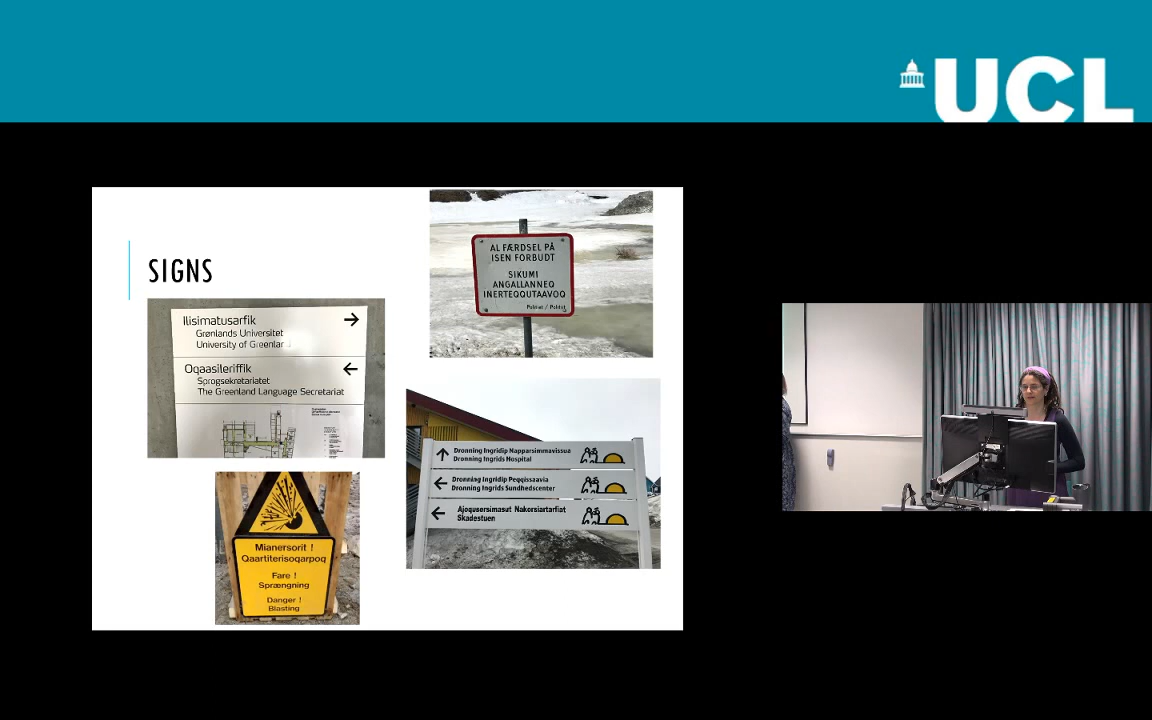 UCL
SIGNS
Ilisimatusarfik
Grønlands Universitet
University of Greenlan
Oqaasileriffik
Sprogsekretariatet
The Greenland Language Secretariat
AL FÆRDSEL PÅ
ISEN FORBUDT
SIKUMI
ANGALLANNEQ
INERTEQQUTAAVOQ
Politiet / Politiit
Dronning Ingridip Napparsimmavissua
Dronning Ingrids Hospital
Dronning Ingridip Peqqissaavia
Dronning Ingrids Sundhedscenter
Ajoqusersimasut Nakorsiartarfiat
Skadestuen
Mianersorit !
Qaartiterisoqarpoq
Fare !
Sprængning
Danger !
Blasting